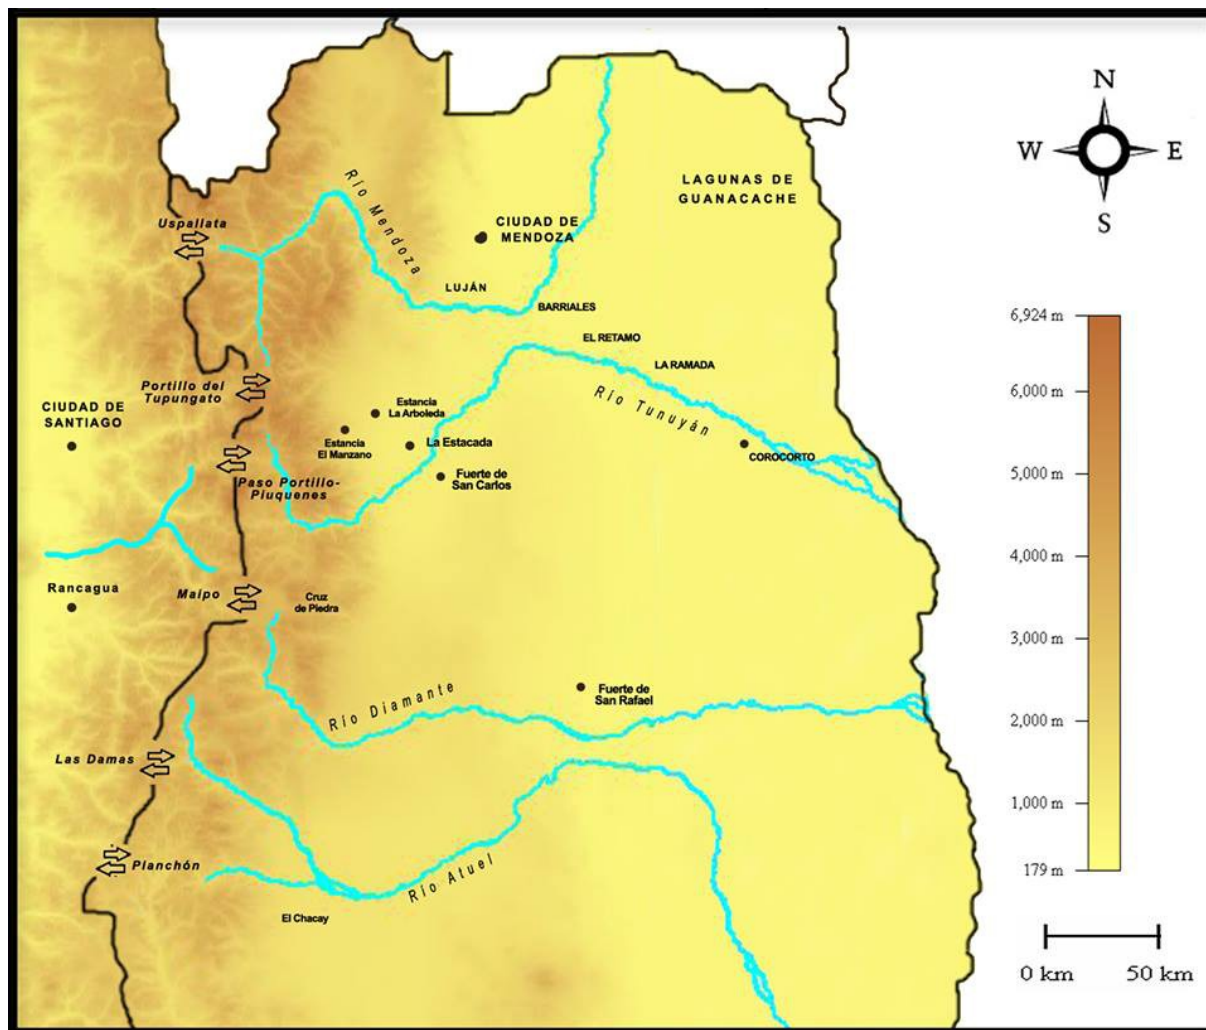 N
W
E
S
LAGUNAS DE
GUANACACHE
Río Mendoza
Uspallata
CIUDAD DE
MENDOZA
LUJÁN
BARRIALES
6,924 m
EL RETAMO
LA RAMADA
Portillo del
Tupungato
6,000 m
CIUDAD DE
SANTIAGO
Estancia
La Arboleda
Río Tunuyán
Estancia
El Manzano
La Estacada
COROCORTO
5,000 m
Paso Portillo-
Piuquenes
Fuerte de
San Carlos
4,000 m
Rancagua
Maipo
Cruz
de Piedra
3,000 m
Río Diamante
Fuerte de
San Rafael
2,000 m
Las Damas
1,000 m
Planchón
179 m
Río Atuel
El Chacay
0 km
50 km